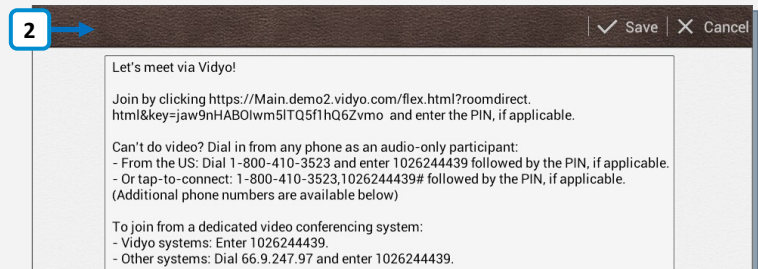 2
Save
Cancel
Let's meet via Vidyo!
Join by clicking https://Main.demo2.vidyo.com/flex.html?roomdirect.
html&key=jaw9nHABOIwm5lTQ5f1hQ6Zvmo and enter the PIN, if applicable.
Can't do video? Dial in from any phone as an audio-only participant:
- From the US: Dial 1-800-410-3523 and enter 1026244439 followed by the PIN, if applicable.
- Or tap-to-connect: 1-800-410-3523,1026244439# followed by the PIN, if applicable.
(Additional phone numbers are available below)
To join from a dedicated video conferencing system:
- Vidyo systems: Enter 1026244439.
- Other systems: Dial 66.9.247.97 and enter 1026244439.